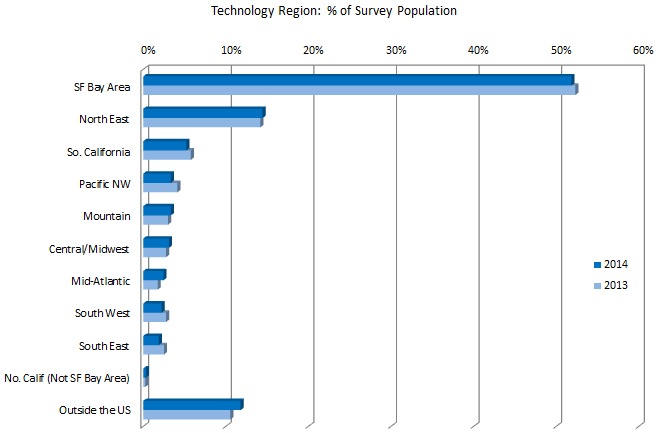 Technology Region: % of Survey Population
0% 10% 20% 30% 40% 50% 60%
SF Bay Area
North East
So. California
Pacific NW
Mountain
Central/Midwest
Mid-Atlantic
South West
South East
No. Calif (Not SF Bay Area)
Outside the US
2014
2013